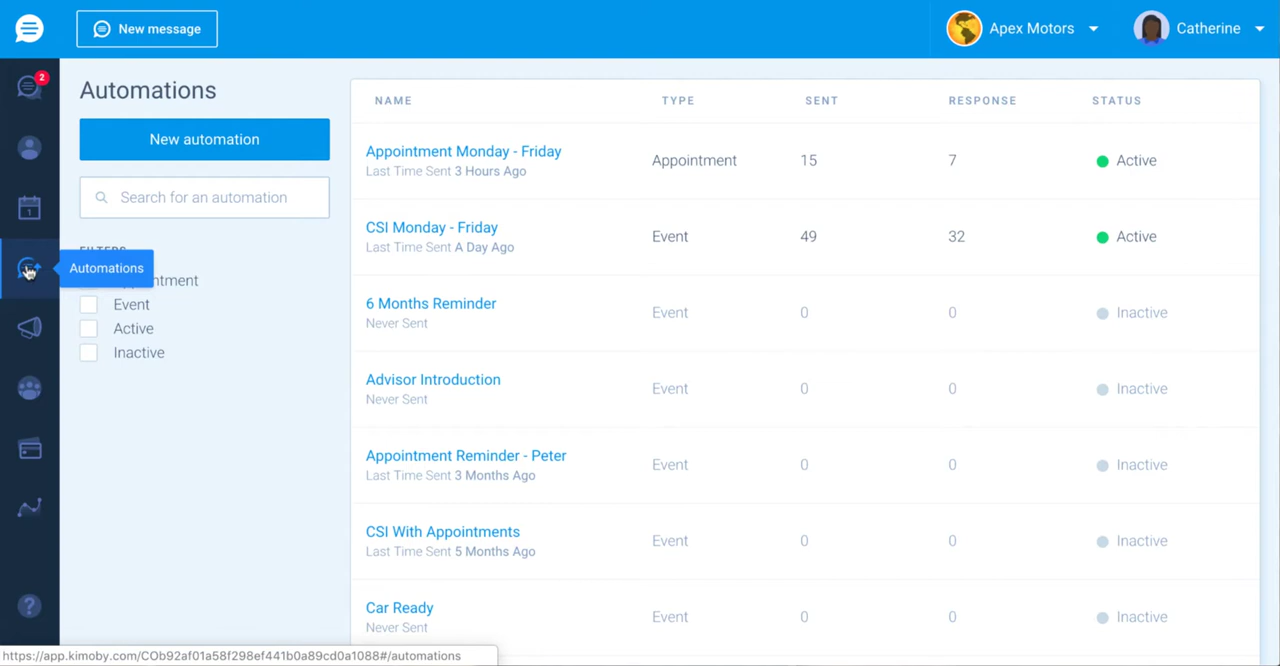 New message
Apex Motors
Catherine
2
1
Automations
New automation
Search for an automation
FILTERS
Automations
ntment
Event
Active
Inactive
NAME TYPE SENT RESPONSE STATUS
Appointment Monday - Friday Appointment 15 7 Active
Last Time Sent 3 Hours Ago
CSI Monday - Friday Event 49 32 Active
Last Time Sent A Day Ago
6 Months Reminder Event 0 0 Inactive
Never Sent
Advisor Introduction Event 0 0 Inactive
Never Sent
Appointment Reminder - Peter Event 0 0 Inactive
Last Time Sent 3 Months Ago
CSI With Appointments Event 0 0 Inactive
Last Time Sent 5 Months Ago
Car Ready Event 0 0 Inactive
Never Sent
?
https://app.kimoby.com/COb92af01a58f298ef441b0a89cd0a1088#/automations